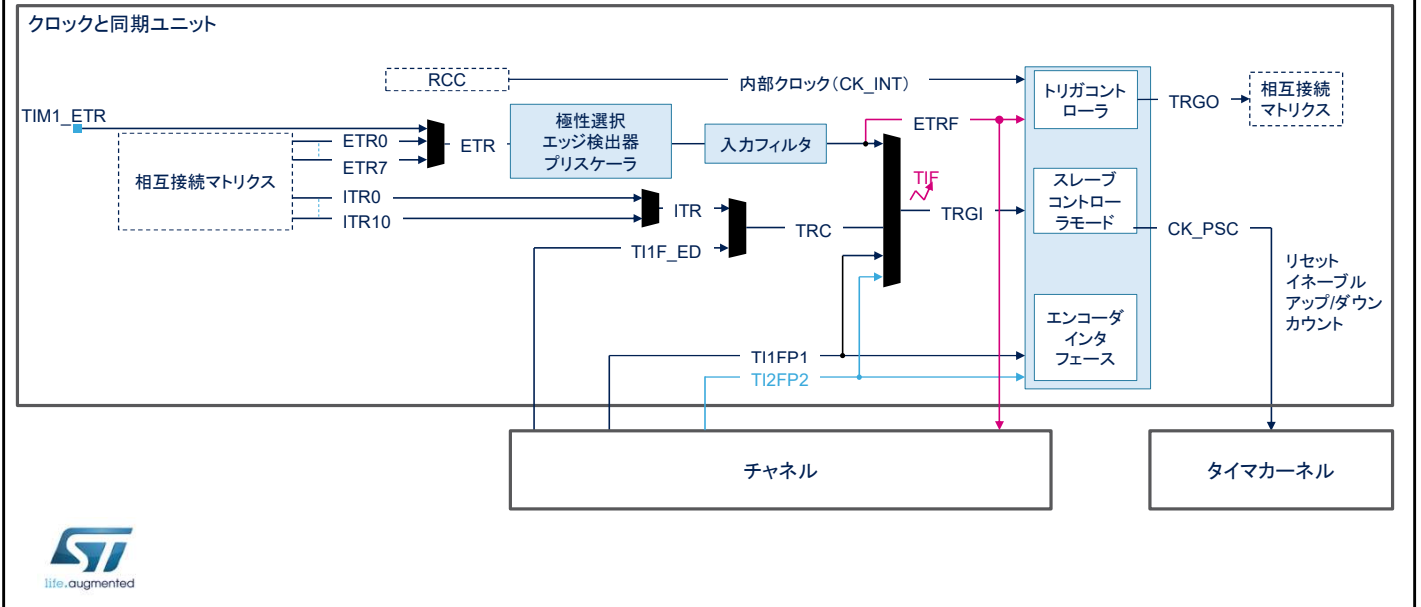 クロックと同期ユニット
RCC
内部クロック（CK_INT）
トリガコント
ローラ
TRGO
相互接続
マトリクス
TIM1_ETR
ETR0
ETR7
ETR
極性選択
エッジ検出器
プリスケーラ
入力フィルタ
ETRF
相互接続マトリクス
ITR0
ITR10
ITR
TI1F_ED
TRC
TIF
TRGI
スレーブ
コントロー
ラモード
CK_PSC
リセット
イネーブル
アップ/ダウン
カウント
エンコーダ
インタ
フェース
TI1FP1
TI2FP2
チャネル
タイマカーネル
ST
life.augmented